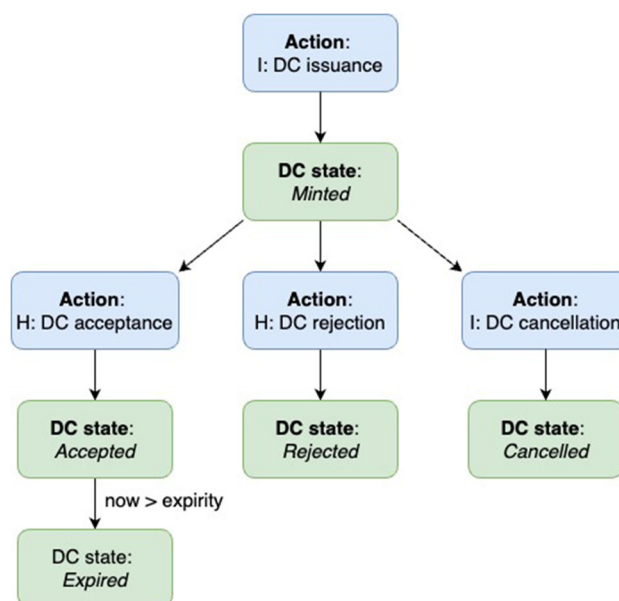 Action:
I: DC issuance
DC state:
Minted
Action:
H: DC acceptance
Action:
H: DC rejection
Action:
I: DC cancellation
DC state:
Accepted
DC state:
Rejected
DC state:
Cancelled
now > expirity
DC state:
Expired